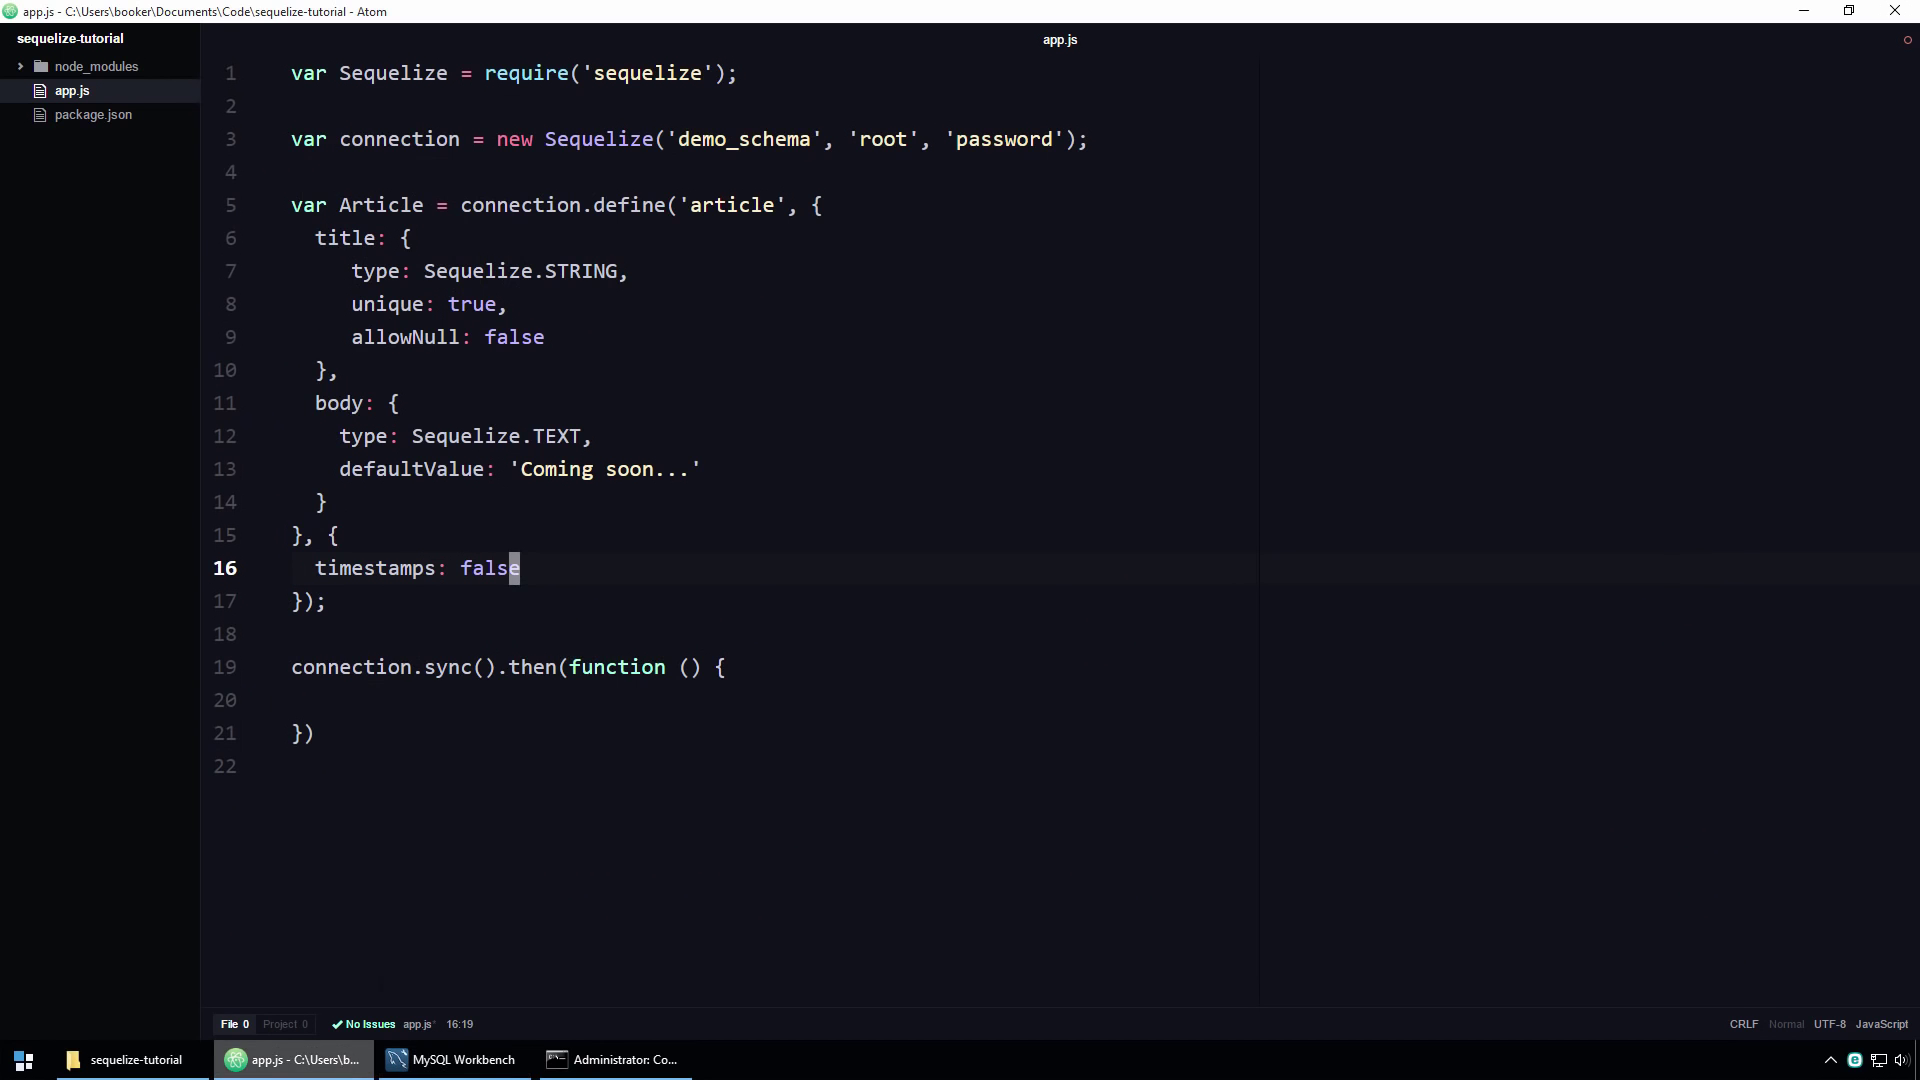 app.js - C:\Users\booker\Documents\Code\sequelize-tutorial - Atom
sequelize-tutorial
node_modules
app.js
package.json
app.js
1 var Sequelize = require('sequelize');
2
3 var connection = new Sequelize('demo_schema', 'root', 'password');
4
5 var Article = connection.define('article', {
6 title: {
7 type: Sequelize.STRING,
8 unique: true,
9 allowNull: false
10 },
11 body: {
12 type: Sequelize.TEXT,
13 defaultValue: 'Coming soon...'
14 }
15 }, {
16 timestamps: false
17 });
18
19 connection.sync().then(function () {
20
21 })
22
File 0 Project 0 No Issues app.js* 16:19 CRLF Normal UTF-8 JavaScript
sequelize-tutorial app.js - C:\Users\b... MySQL Workbench Administrator: Co...